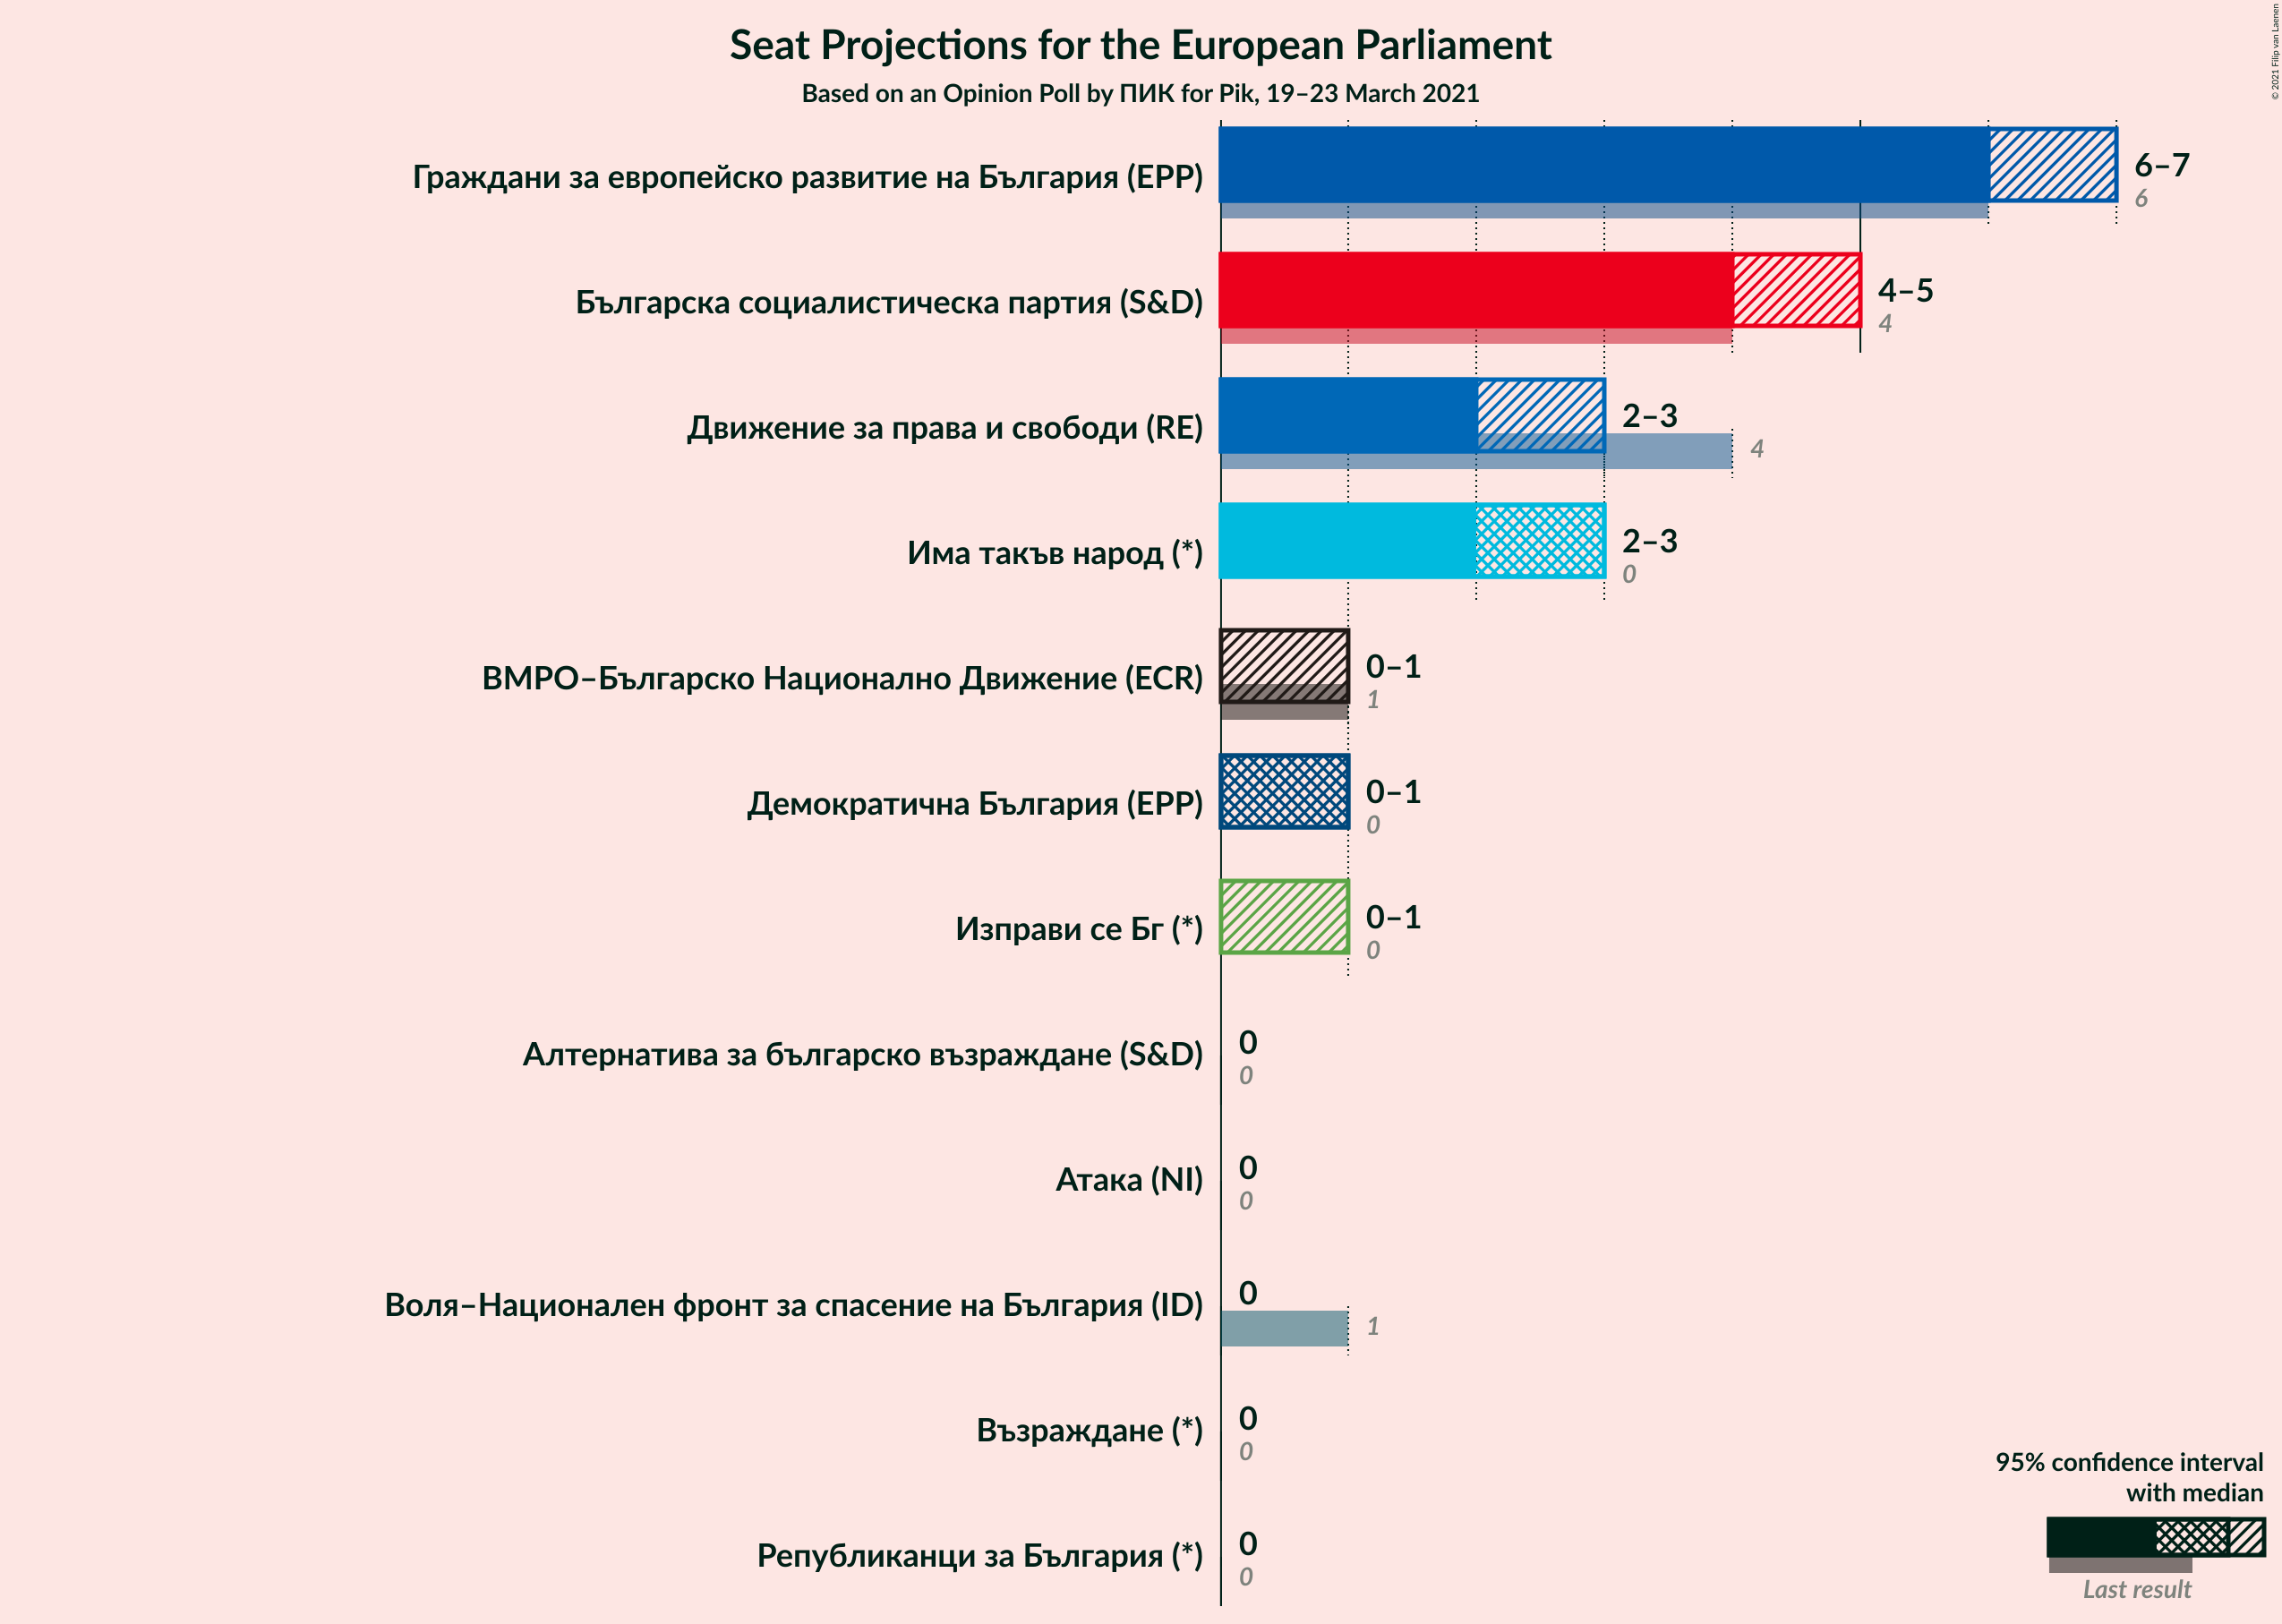 Seat Projections for the European Parliament
Based on an Opinion Poll by ПИК for Pik, 19–23 March 2021
© 2021 Filip van Laenen
Граждани за европейско развитие на България (EPP)
6–7
6
Българска социалистическа партия (S&D)
4–5
4
Движение за права и свободи (RE)
2–3
4
Има такъв народ (*)
2–3
0
ВМРО–Българско Национално Движение (ECR)
0–1
1
Демократична България (EPP)
0–1
0
Изправи се Бг (*)
0–1
0
Алтернатива за българско възраждане (S&D)
0
0
Атака (NI)
0
0
Воля–Национален фронт за спасение на България (ID)
0
1
Възраждане (*)
0
0
Републиканци за България (*)
0
0
95% confidence interval
with median
Last result